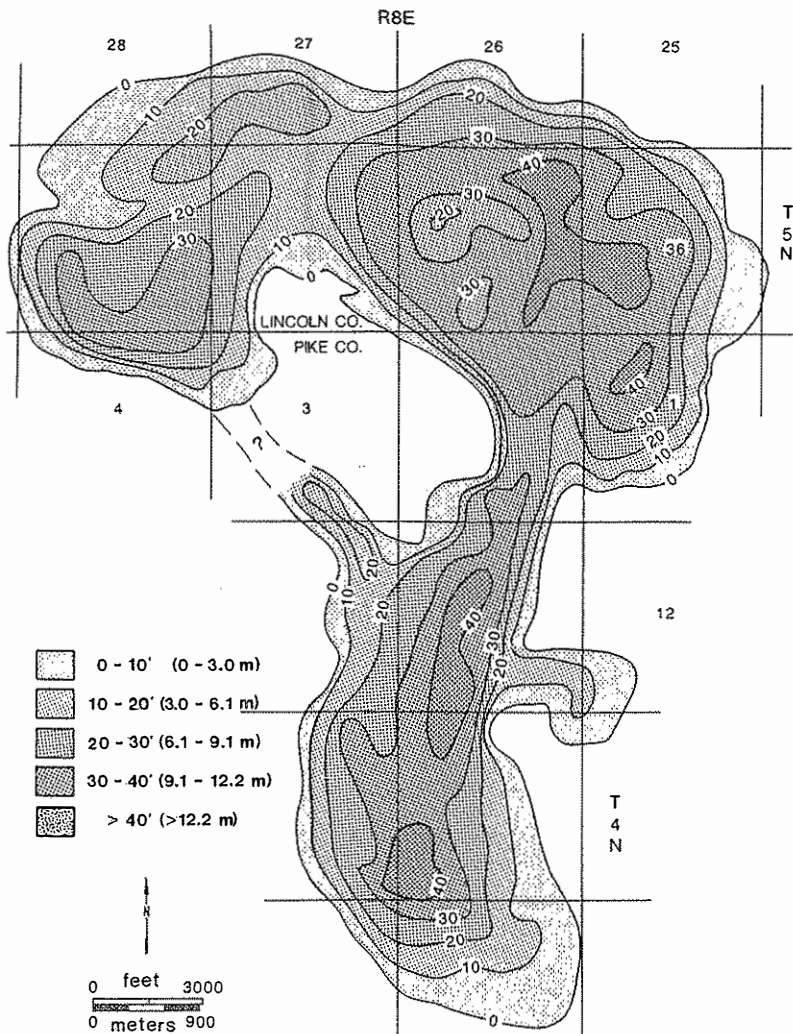 R8E
28 27 26 25
0
10
20
20
30
40
30
20
20
30
10
36
T
5
N
0
30
LINCOLN CO.
PIKE CO.
40
4
3
?
30
1
20
10
0
20
0
10
20
40
12
30
20
0 - 10' (0 - 3.0 m)
10 - 20' (3.0 - 6.1 m)
20 - 30' (6.1 - 9.1 m)
30 - 40' (9.1 - 12.2 m)
> 40' (>12.2 m)
T
4
N
40
30
20
10
0
N
feet
0 3000
0 900
meters